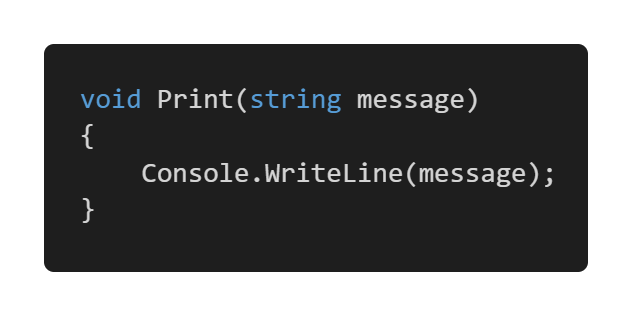 void Print(string message)
{
    Console.WriteLine(message);
}